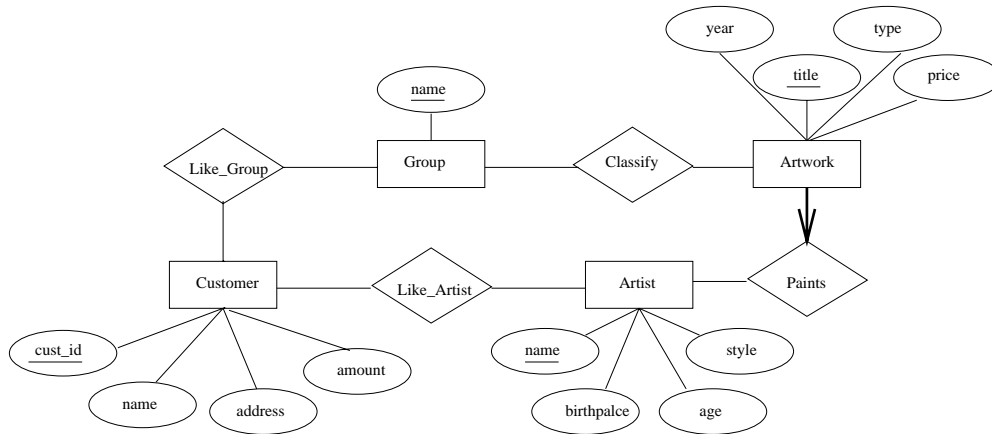 year
type
title
price
name
Like_Group
Group
Classify
Artwork
Customer
Like_Artist
Artist
Paints
cust_id
name
address
amount
name
style
birthpalce
age